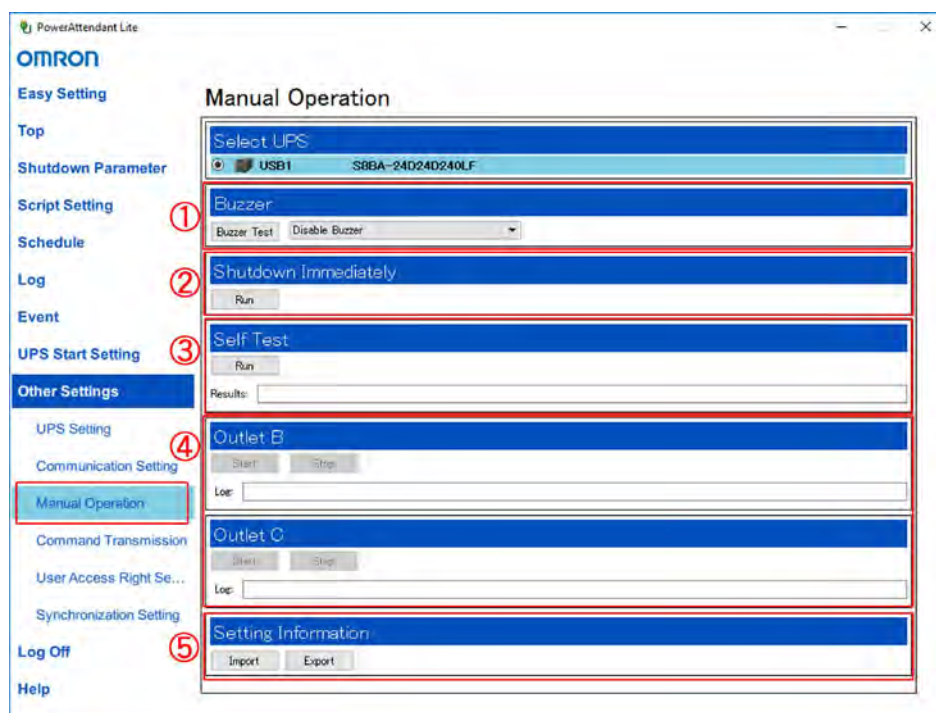 PowerAttendant Lite
OMRON
Easy Setting
Top
Shutdown Parameter
Script Setting
Schedule
Log
Event
UPS Start Setting
Other Settings
UPS Setting
Communication Setting
Manual Operation
Command Transmission
User Access Right Se...
Synchronization Setting
Log Off
Help
Manual Operation
Select UPS
USB1 S8BA-24D24D240LF
① Buzzer
Buzzer Test Disable Buzzer
② Shutdown Immediately
Run
③ Self Test
Run
Results:
④ Outlet B
Start Stop
Log:
Outlet C
Start Stop
Log:
⑤ Setting Information
Import Export